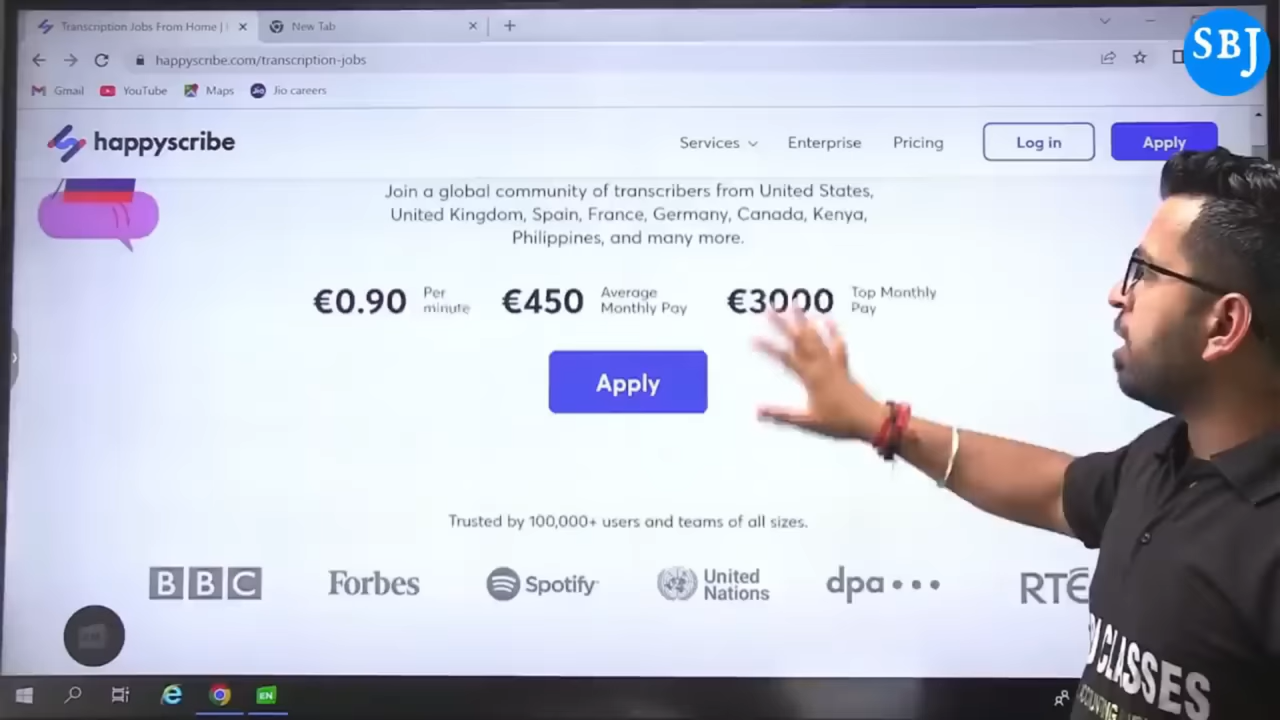 Transcription Jobs From Home |
New Tab
SBJ
happyscribe.com/transcription-jobs
Gmail
YouTube
Maps
Jio careers
happyscribe
Services
Enterprise
Pricing
Log in
Apply
Join a global community of transcribers from United States,
United Kingdom, Spain, France, Germany, Canada, Kenya,
Philippines, and many more.
€0.90 Per minute
€450 Average Monthly Pay
€3000 Top Monthly Pay
Apply
Trusted by 100,000+ users and teams of all sizes.
BBC
Forbes
Spotify
United Nations
dpa
RTÉ
EN
CLASSES